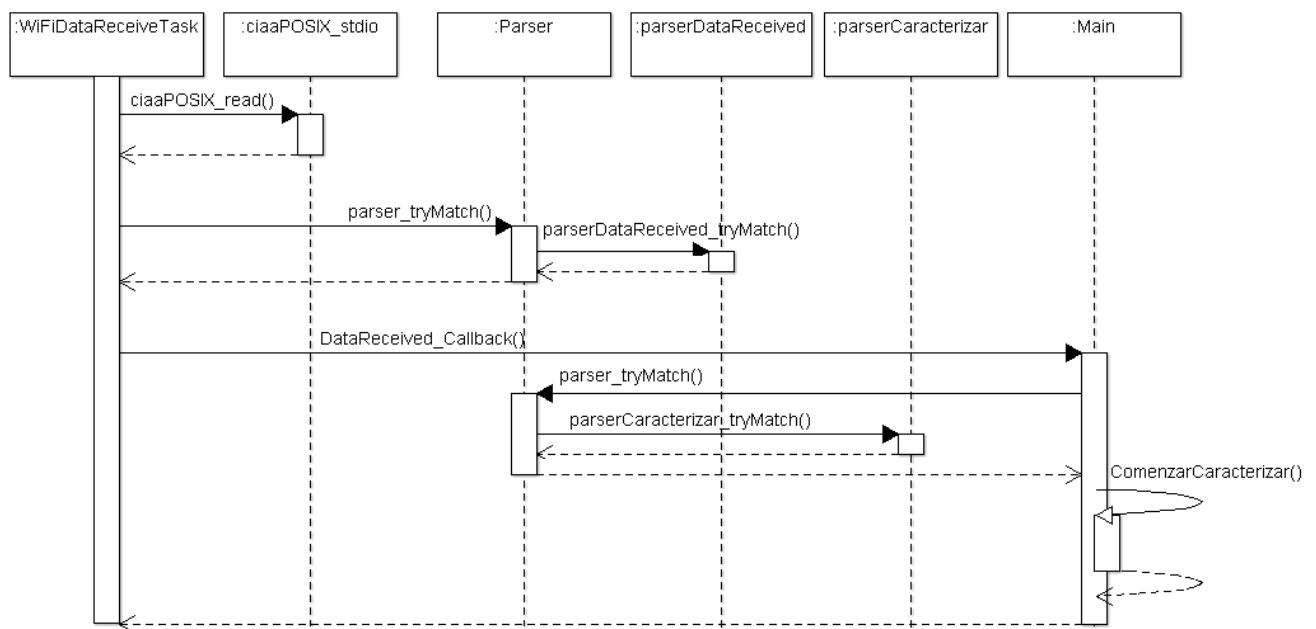 :WiFiDataReceiveTask
:ciaaPOSIX_stdio
:Parser
:parserDataReceived
:parserCaracterizar
:Main
ciaaPOSIX_read()
parser_tryMatch()
parserDataReceived_tryMatch()
DataReceived_Callback()
parser_tryMatch()
parserCaracterizar_tryMatch()
ComenzarCaracterizar()